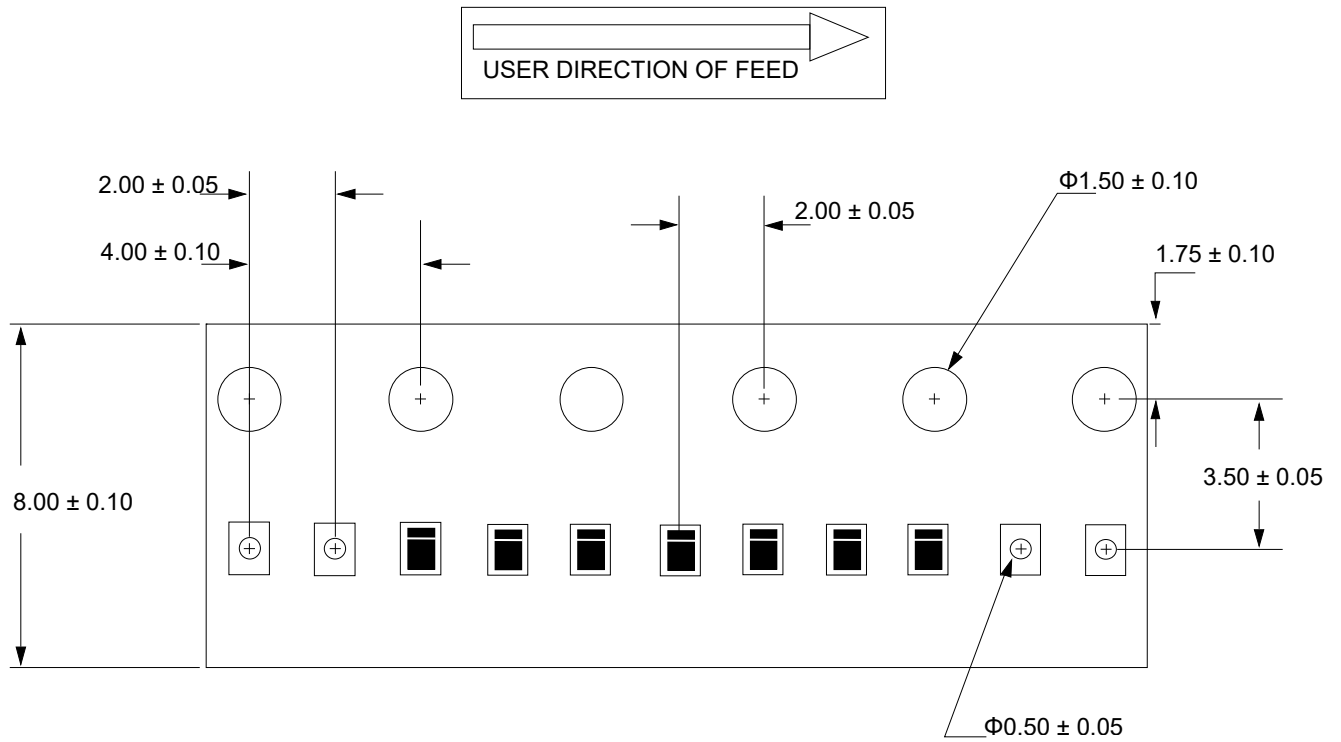 USER DIRECTION OF FEED
2.00 ± 0.05
Φ1.50 ± 0.10
2.00 ± 0.05
4.00 ± 0.10
1.75 ± 0.10
3.50 ± 0.05
8.00 ± 0.10
Φ0.50 ± 0.05